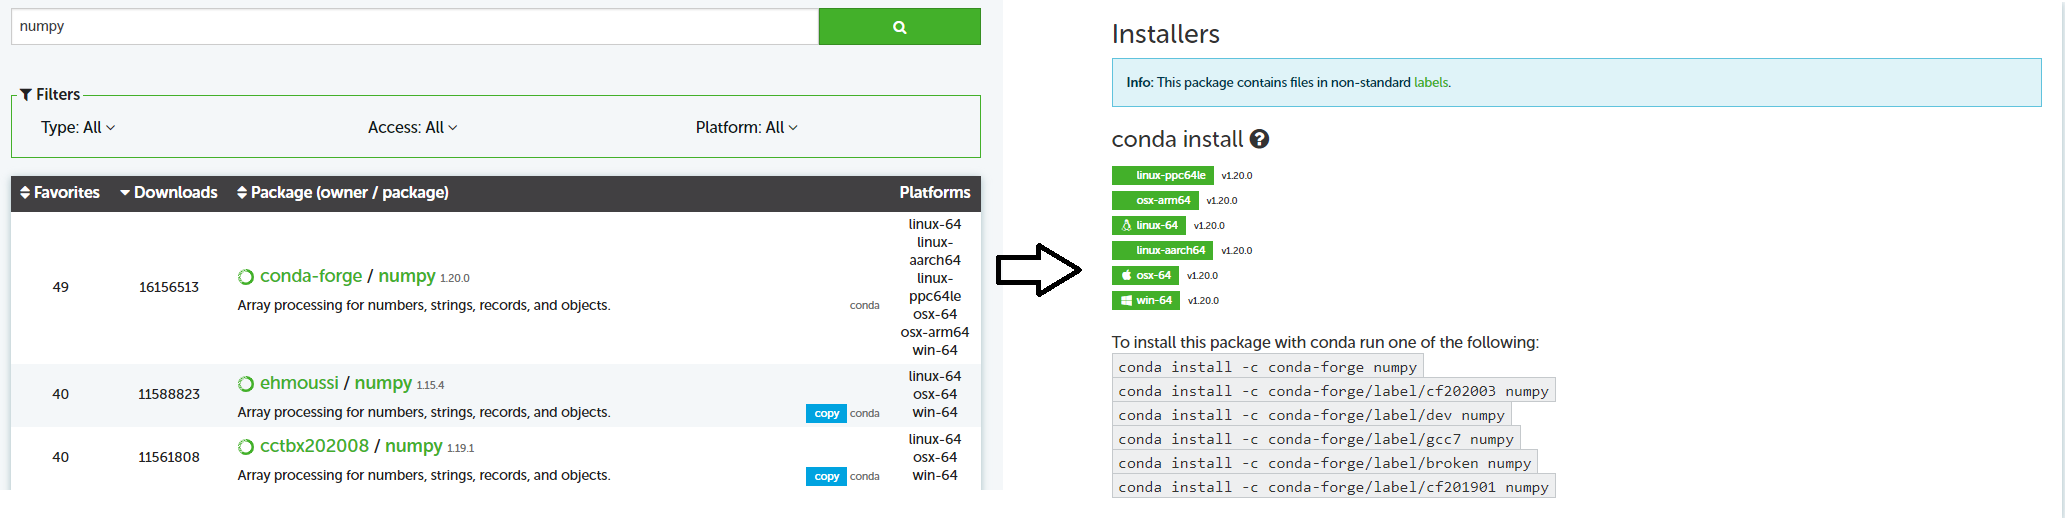 numpy
Filters
Type: All
Access: All
Platform: All
Favorites Downloads Package (owner / package) Platforms
49 16156513 conda-forge / numpy 1.20.0
Array processing for numbers, strings, records, and objects.
conda
linux-64
linux-
aarch64
linux-
ppc64le
osx-64
osx-arm64
win-64
40 11588823 ehmoussi / numpy 1.15.4
Array processing for numbers, strings, records, and objects.
copy conda
linux-64
osx-64
win-64
40 11561808 cctbx202008 / numpy 1.19.1
Array processing for numbers, strings, records, and objects.
copy conda
linux-64
osx-64
win-64
Installers
Info: This package contains files in non-standard labels.
conda install
linux-ppc64le v1.20.0
osx-arm64 v1.20.0
linux-64 v1.20.0
linux-aarch64 v1.20.0
osx-64 v1.20.0
win-64 v1.20.0
To install this package with conda run one of the following:
conda install -c conda-forge numpy
conda install -c conda-forge/label/cf202003 numpy
conda install -c conda-forge/label/dev numpy
conda install -c conda-forge/label/gcc7 numpy
conda install -c conda-forge/label/broken numpy
conda install -c conda-forge/label/cf201901 numpy